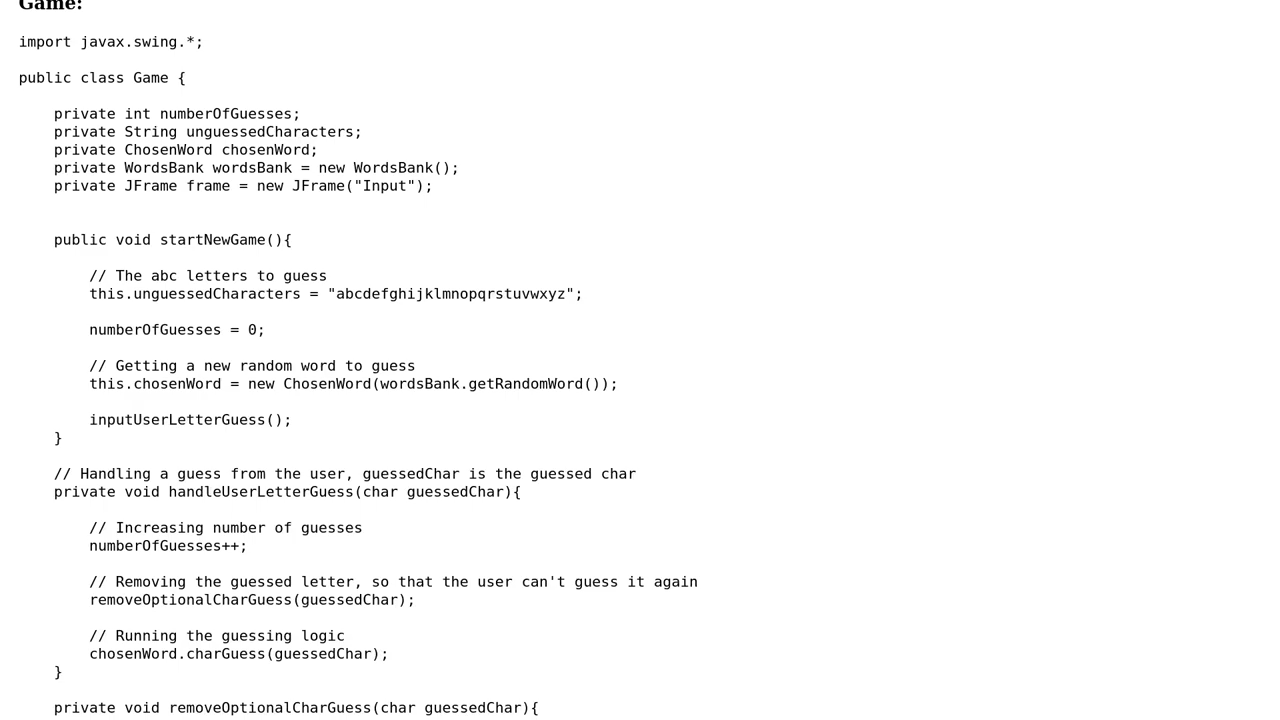 Game:
import javax.swing.*;
public class Game {
private int numberOfGuesses;
private String unguessedCharacters;
private ChosenWord chosenWord;
private WordsBank wordsBank = new WordsBank();
private JFrame frame = new JFrame("Input");
public void startNewGame(){
// The abc letters to guess
this.unguessedCharacters = "abcdefghijklmnopqrstuvwxyz";
numberOfGuesses = 0;
// Getting a new random word to guess
this.chosenWord = new ChosenWord(wordsBank.getRandomWord());
inputUserLetterGuess();
}
// Handling a guess from the user, guessedChar is the guessed char
private void handleUserLetterGuess(char guessedChar){
// Increasing number of guesses
numberOfGuesses++;
// Removing the guessed letter, so that the user can't guess it again
removeOptionalCharGuess(guessedChar);
// Running the guessing logic
chosenWord.charGuess(guessedChar);
}
private void removeOptionalCharGuess(char guessedChar){